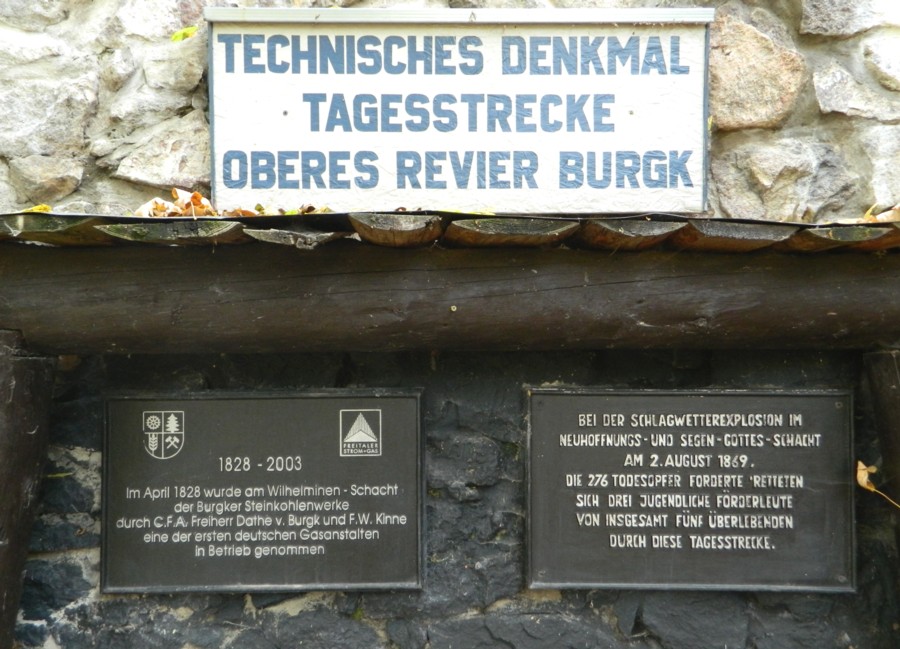 TECHNISCHES DENKMAL
TAGESSTRECKE
OBERES REVIER BURGK
FREITALER
STROM+GAS
1828 - 2003
Im April 1828 wurde am Wilhelminen - Schacht
der Burgker Steinkohlenwerke
durch C.F.A. Freiherr Dathe v. Burgk und F.W. Kinne
eine der ersten deutschen Gasanstalten
in Betrieb genommen
BEI DER SCHLAGWETTEREXPLOSION IM
NEUHOFFNUNGS - UND SEGEN - GOTTES - SCHACHT
AM 2. AUGUST 1869.
DIE 276 TODESOPFER FORDERTE 'RETTETEN
SICH DREI JUGENDLICHE FÖRDERLEUTE
VON INSGESAMT FÜNF ÜBERLEBENDEN
DURCH DIESE TAGESSTRECKE.